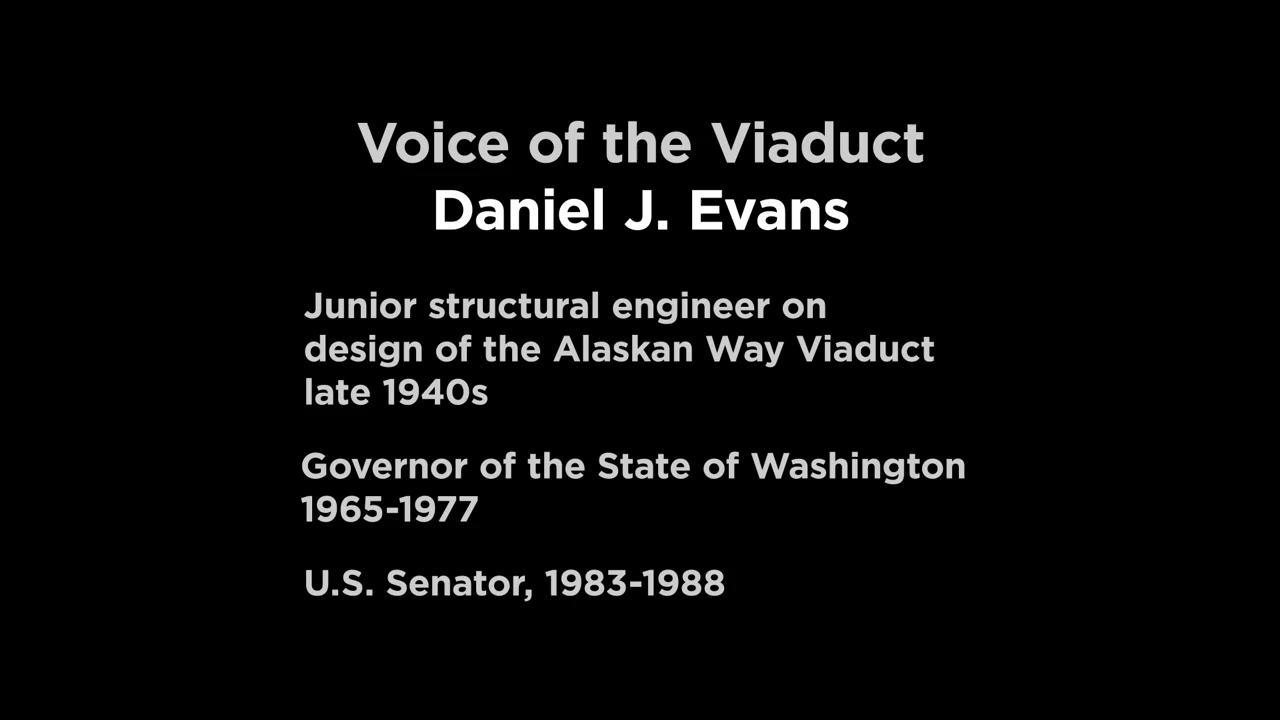 Voice of the Viaduct
Daniel J. Evans
Junior structural engineer on
design of the Alaskan Way Viaduct
late 1940s
Governor of the State of Washington
1965-1977
U.S. Senator, 1983-1988